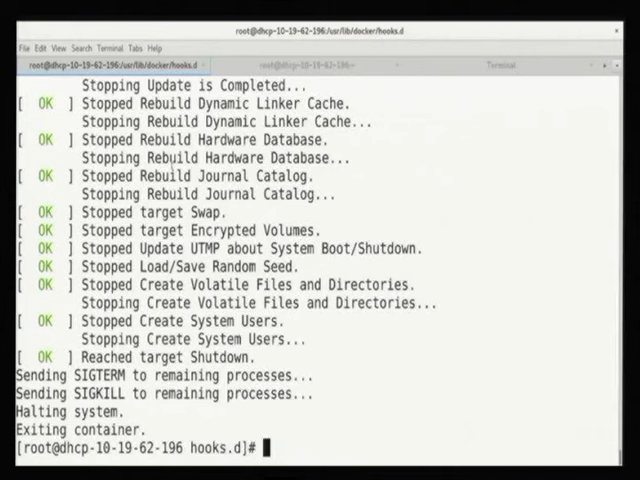 root@dhcp-10-19-62-196:/usr/lib/docker/hooks.d
File Edit View Search Terminal Tabs Help
root@dhcp-10-19-62-196:/usr/lib/docker/hooks.d
root@dhcp-10-19-62-196:~
Terminal
Stopping Update is Completed...
[ OK ] Stopped Rebuild Dynamic Linker Cache.
Stopping Rebuild Dynamic Linker Cache...
[ OK ] Stopped Rebuild Hardware Database.
Stopping Rebuild Hardware Database...
[ OK ] Stopped Rebuild Journal Catalog.
Stopping Rebuild Journal Catalog...
[ OK ] Stopped target Swap.
[ OK ] Stopped target Encrypted Volumes.
[ OK ] Stopped Update UTMP about System Boot/Shutdown.
[ OK ] Stopped Load/Save Random Seed.
[ OK ] Stopped Create Volatile Files and Directories.
Stopping Create Volatile Files and Directories...
[ OK ] Stopped Create System Users.
Stopping Create System Users...
[ OK ] Reached target Shutdown.
Sending SIGTERM to remaining processes...
Sending SIGKILL to remaining processes...
Halting system.
Exiting container.
[root@dhcp-10-19-62-196 hooks.d]#